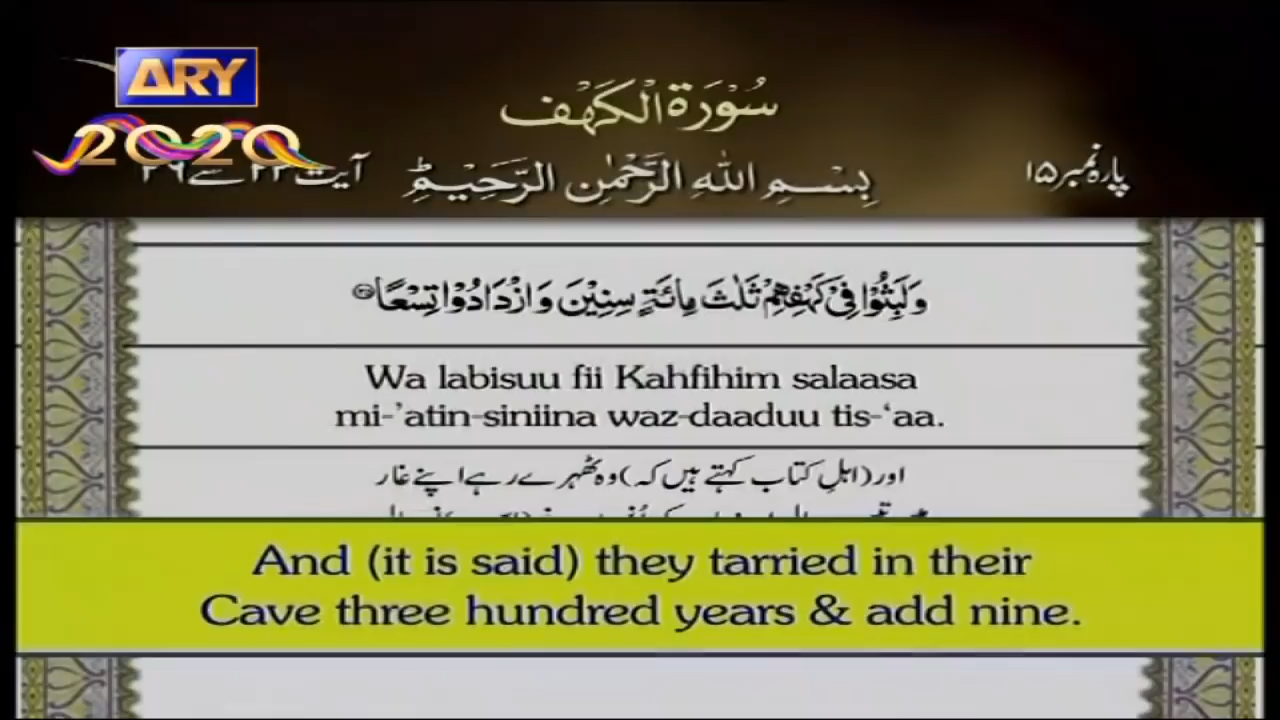 ARY
2020
سُوْرَةُ الْكَهْف
پارہ نمبر ۱۵
بِسْمِ اللهِ الرَّحْمٰنِ الرَّحِيْمِ
آیت ۲۲ سے ۲۹
وَلَبِثُوْا فِيْ كَهْفِهِمْ ثَلٰثَ مِائَةٍ سِنِيْنَ وَازْدَادُوْا تِسْعًا
Wa labisuu fii Kahfihim salaasa
mi-’atin-siniina waz-daaduu tis-‘aa.
اور (اہلِ کتاب کہتے ہیں کہ) وہ ٹھہرے رہے اپنے غار
And (it is said) they tarried in their
Cave three hundred years & add nine.